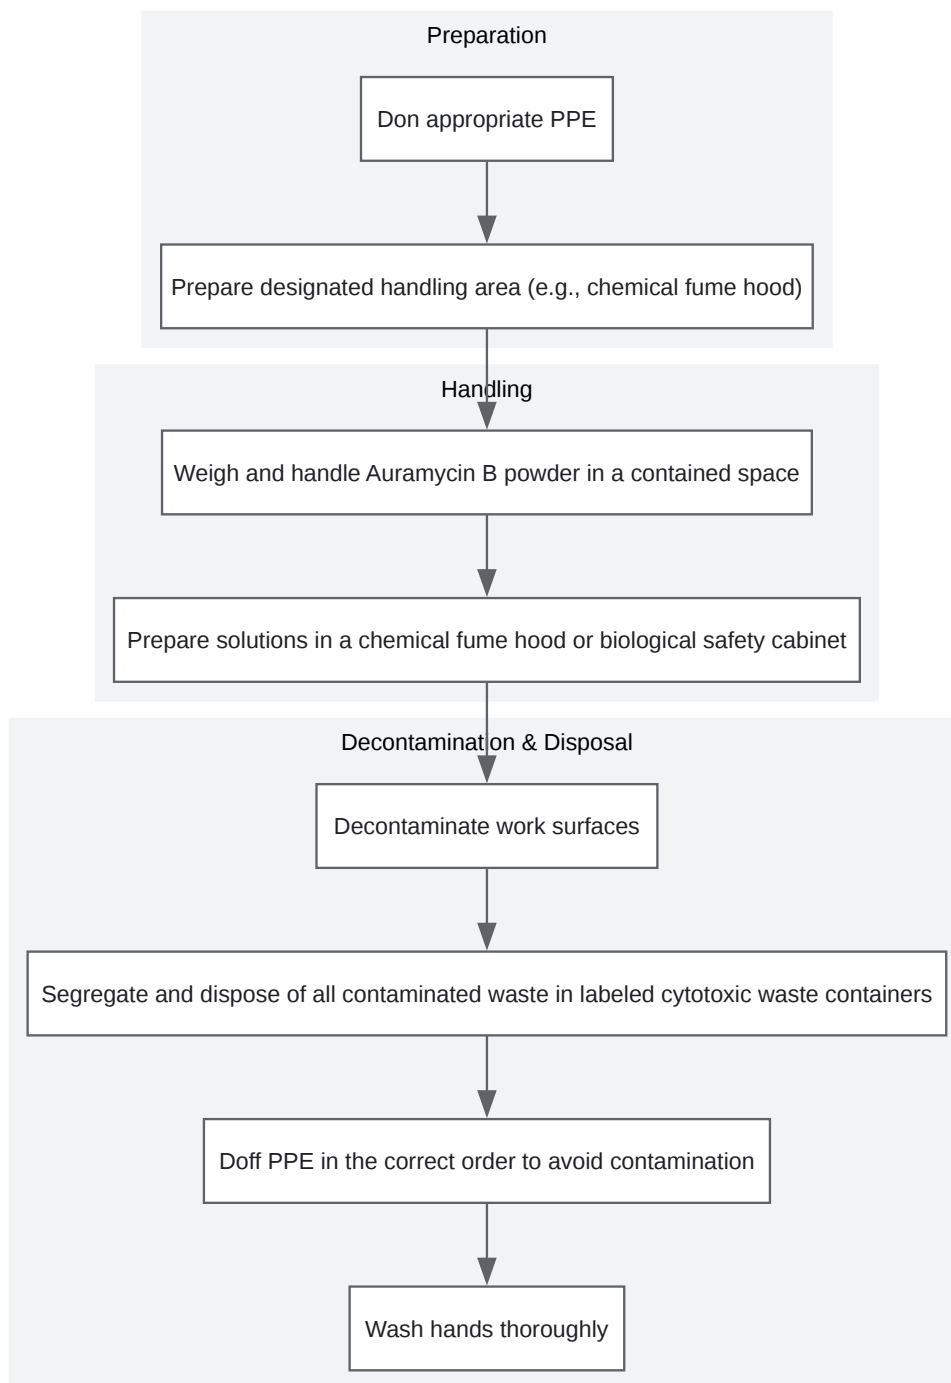 Preparation
Don appropriate PPE
Prepare designated handling area (e.g., chemical fume hood)
Handling
Weigh and handle Auramycin B powder in a contained space
Prepare solutions in a chemical fume hood or biological safety cabinet
Decontamination & Disposal
Decontaminate work surfaces
Segregate and dispose of all contaminated waste in labeled cytotoxic waste containers
Doff PPE in the correct order to avoid contamination
Wash hands thoroughly